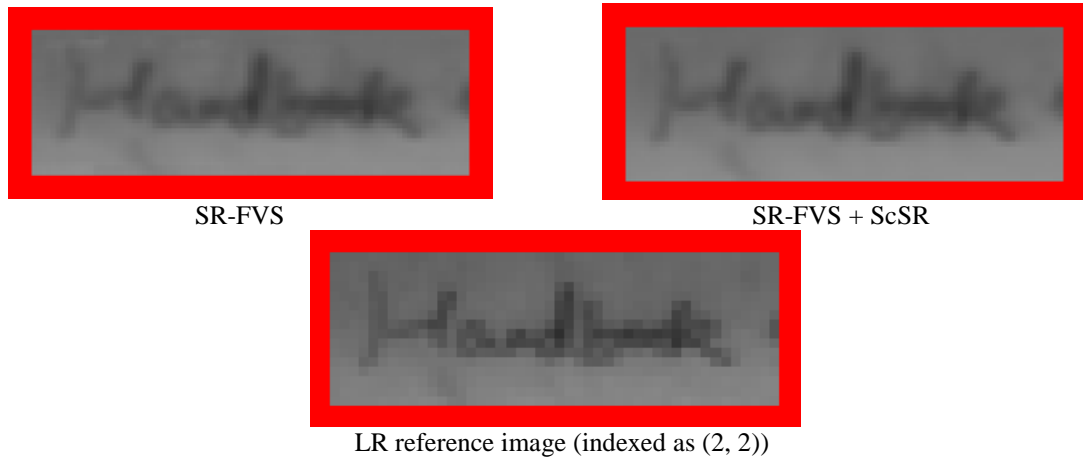 Handbook
Handbook
SR-FVS
SR-FVS + ScSR
Handbook
LR reference image (indexed as (2, 2))